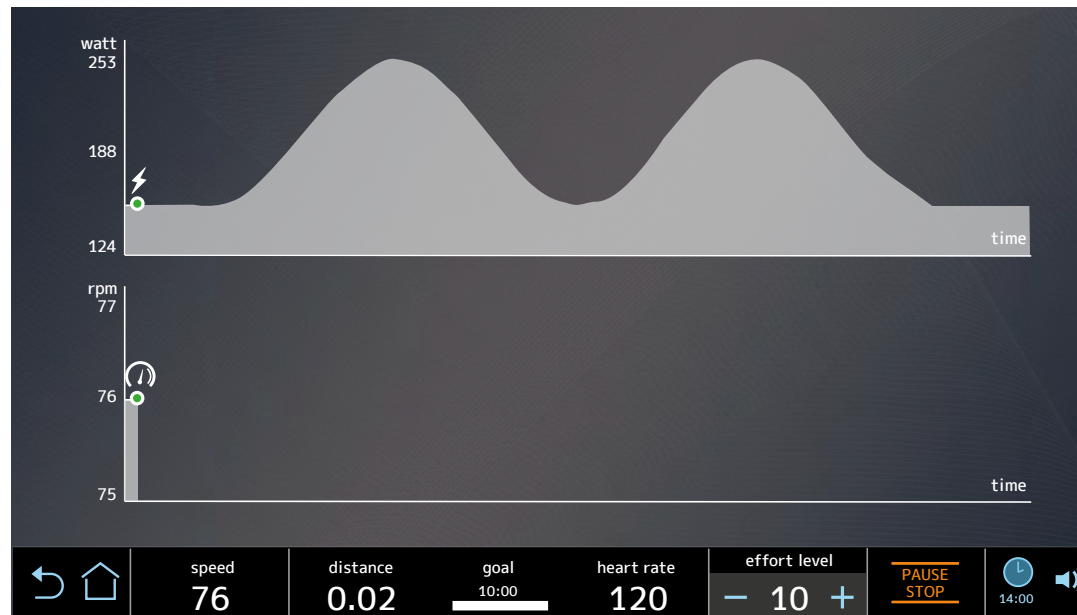 watt
253
188
124
time
rpm
77
76
75
time
speed
76
distance
0.02
goal
10:00
heart rate
120
effort level
− 10 +
PAUSE
STOP
14:00